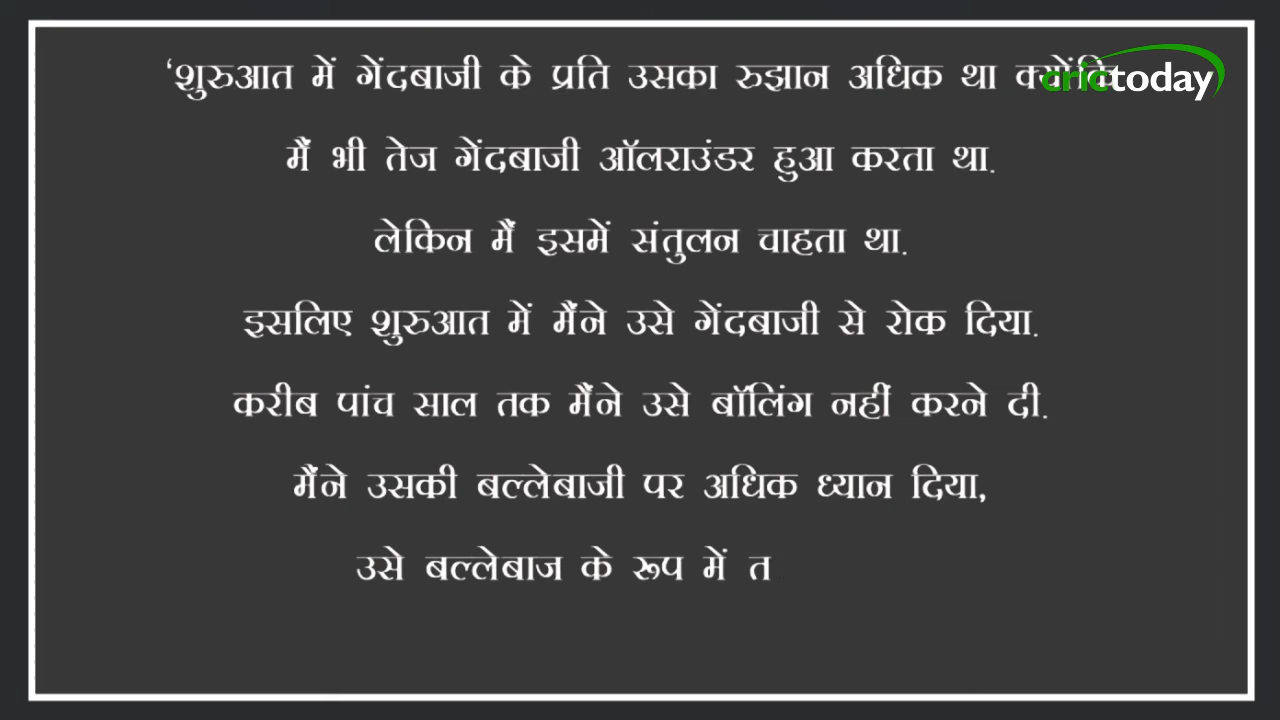 ‘शुरुआत में गेंदबाजी के प्रति उसका रुझान अधिक था क्योंकि
crictoday
मैं भी तेज गेंदबाजी ऑलराउंडर हुआ करता था.
लेकिन मैं इसमें संतुलन चाहता था.
इसलिए शुरुआत में मैंने उसे गेंदबाजी से रोक दिया.
करीब पांच साल तक मैंने उसे बॉलिंग नहीं करने दी.
मैंने उसकी बल्लेबाजी पर अधिक ध्यान दिया,
उसे बल्लेबाज के रूप में त